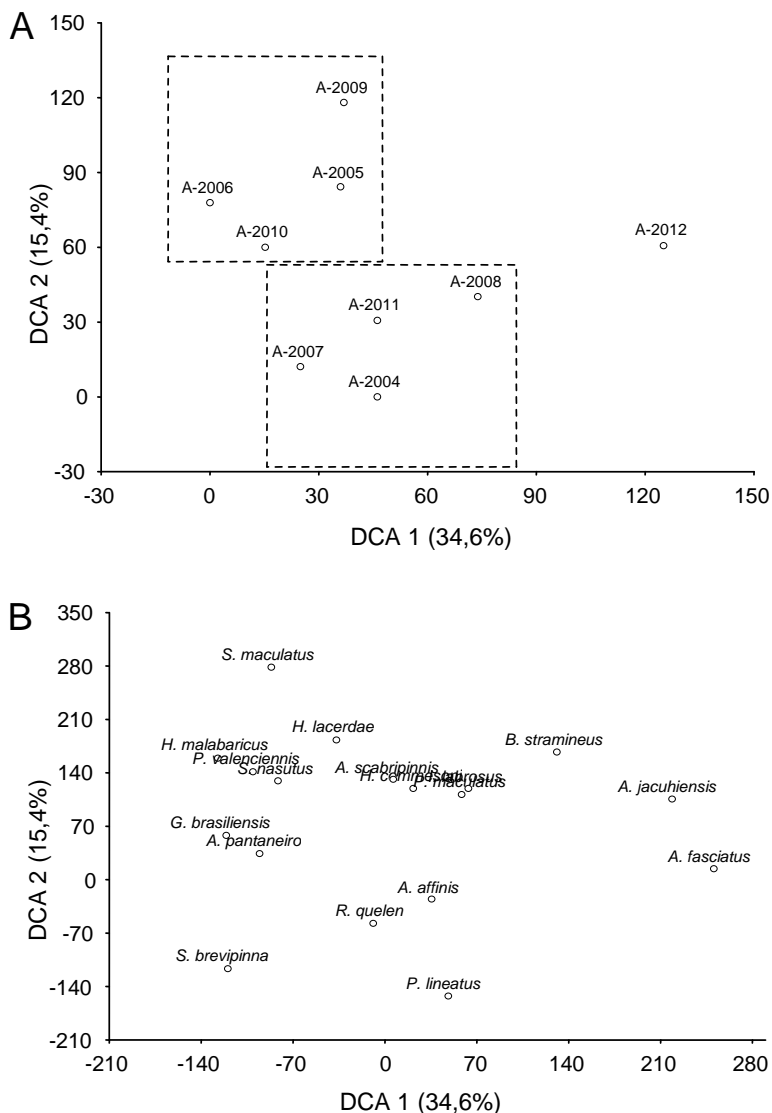 A
150
120
90
60
30
0
-30
DCA 2 (15,4%)
A-2009
A-2005
A-2006
A-2010
A-2012
A-2008
A-2011
A-2007
A-2004
-30 0 30 60 90 120 150
DCA 1 (34,6%)
B
350
280
210
140
70
0
-70
-140
-210
DCA 2 (15,4%)
S. maculatus
H. lacerdae
B. stramineus
H. malabaricus
P. valenciennis
S. nasutus
A. scabripinnis
H. commersoni
P. maculatus
A. jacuhiensis
G. brasiliensis
A. pantaneiro
A. fasciatus
A. affinis
R. quelen
S. brevipinna
P. lineatus
-210 -140 -70 0 70 140 210 280
DCA 1 (34,6%)